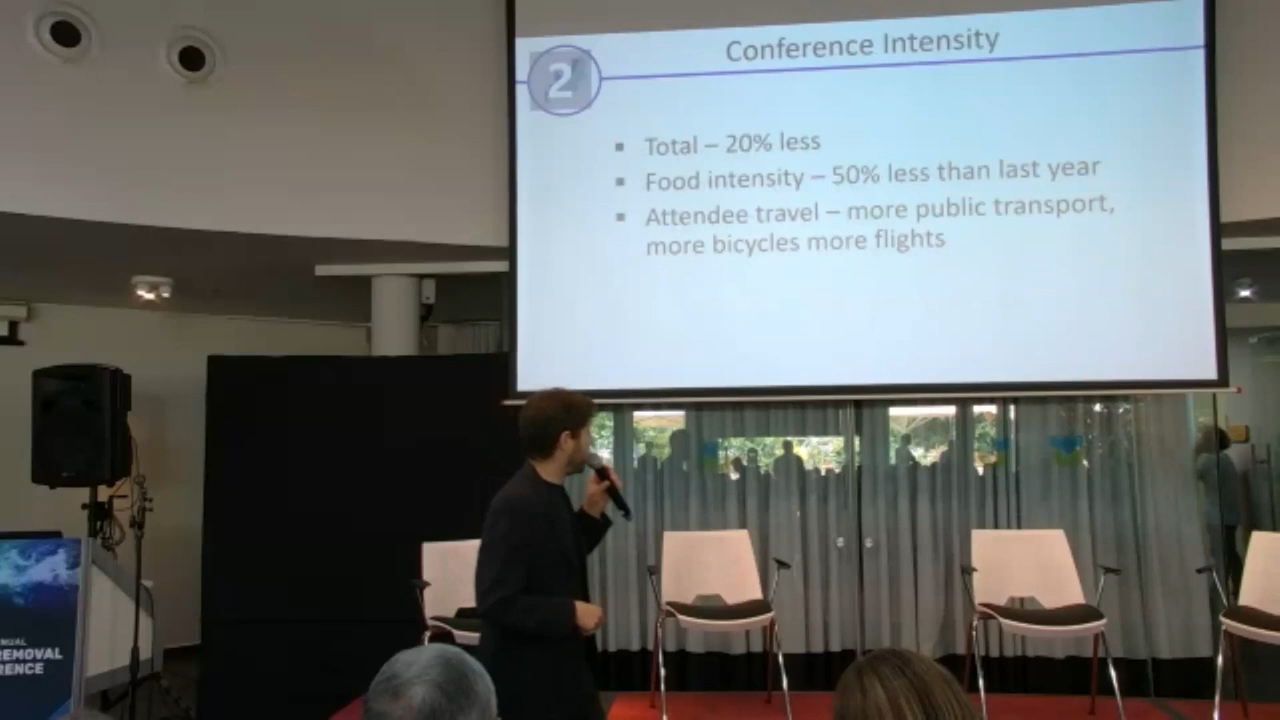 2
Conference Intensity
▪ Total – 20% less
▪ Food intensity – 50% less than last year
▪ Attendee travel – more public transport,
more bicycles more flights
NUAL
EMOVAL
RENCE